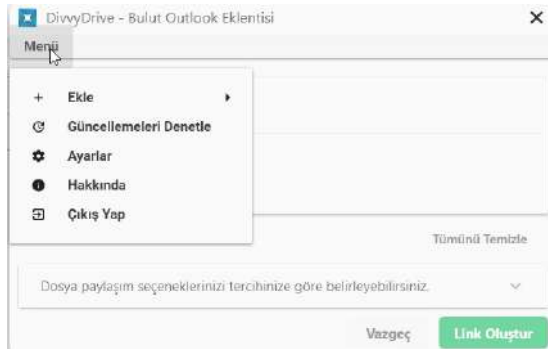 DivvyDrive - Bulut Outlook Eklentisi
Menü
Ekle
Güncellemeleri Denetle
Ayarlar
Hakkında
Çıkış Yap
Tümünü Temizle
Dosya paylaşım seçeneklerinizi tercihinize göre belirleyebilirsiniz.
Vazgeç Link Oluştur